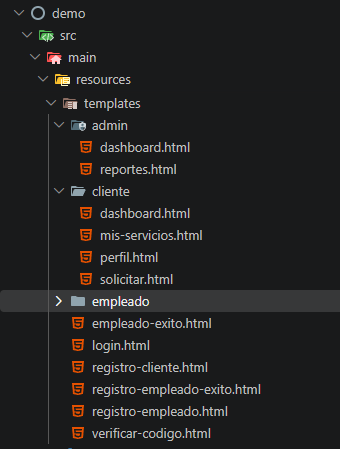 demo
src
main
resources
templates
admin
dashboard.html
reportes.html
cliente
dashboard.html
mis-servicios.html
perfil.html
solicitar.html
empleado
empleado-exito.html
login.html
registro-cliente.html
registro-empleado-exito.html
registro-empleado.html
verificar-codigo.html